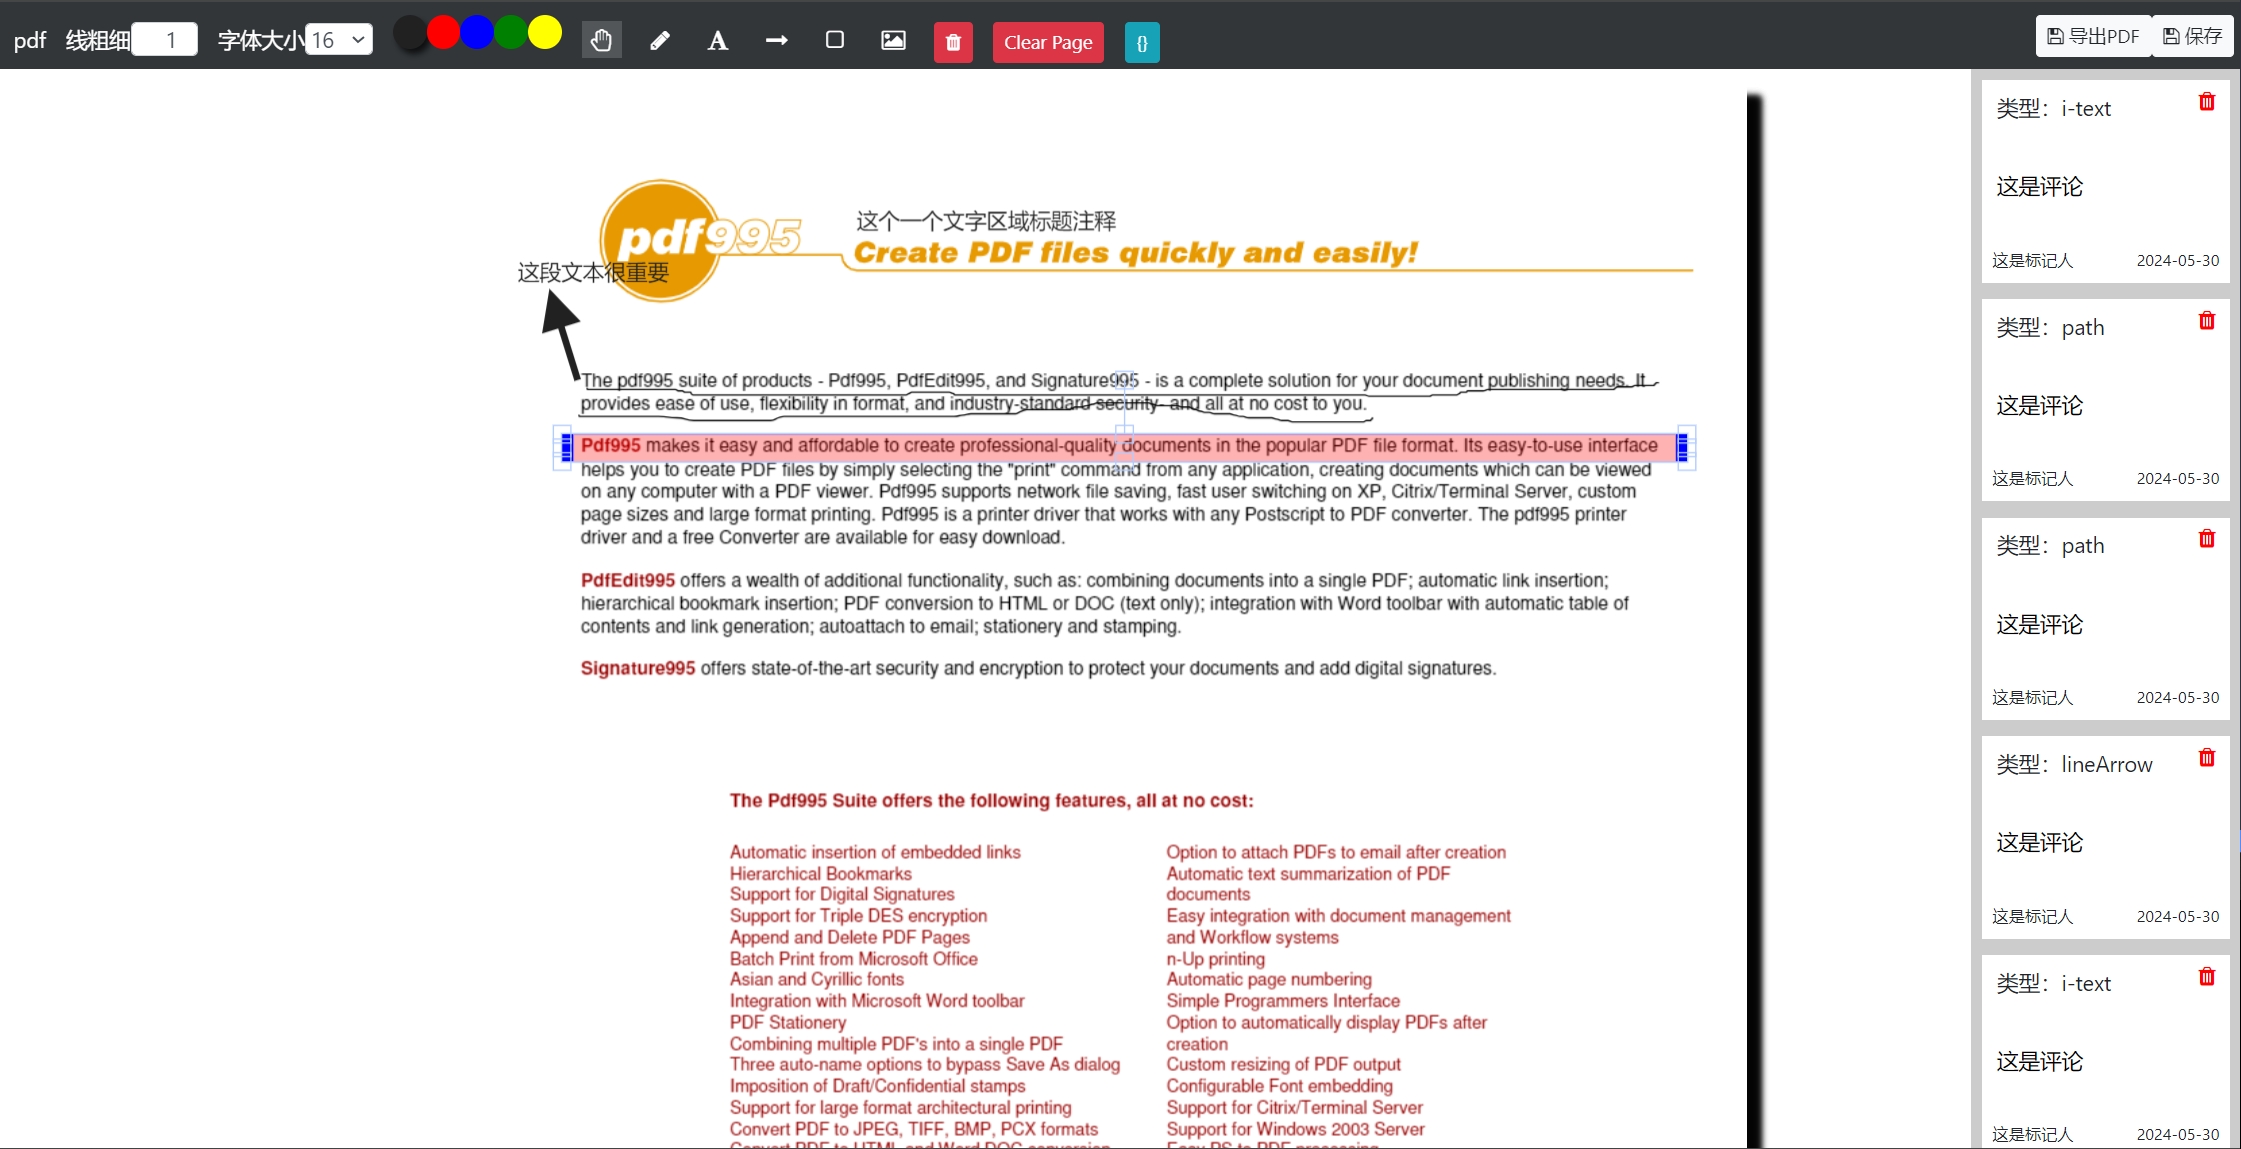 pdf 线粗细 1 字体大小 16 Clear Page {} 导出PDF 保存
pdf995
这个一个文字区域标题注释
Create PDF files quickly and easily!
这段文本很重要
The pdf995 suite of products - Pdf995, PdfEdit995, and Signature995 - is a complete solution for your document publishing needs. It
provides ease of use, flexibility in format, and industry-standard security- and all at no cost to you.
Pdf995 makes it easy and affordable to create professional-quality documents in the popular PDF file format. Its easy-to-use interface
helps you to create PDF files by simply selecting the "print" command from any application, creating documents which can be viewed
on any computer with a PDF viewer. Pdf995 supports network file saving, fast user switching on XP, Citrix/Terminal Server, custom
page sizes and large format printing. Pdf995 is a printer driver that works with any Postscript to PDF converter. The pdf995 printer
driver and a free Converter are available for easy download.
PdfEdit995 offers a wealth of additional functionality, such as: combining documents into a single PDF; automatic link insertion;
hierarchical bookmark insertion; PDF conversion to HTML or DOC (text only); integration with Word toolbar with automatic table of
contents and link generation; autoattach to email; stationery and stamping.
Signature995 offers state-of-the-art security and encryption to protect your documents and add digital signatures.
The Pdf995 Suite offers the following features, all at no cost:
Automatic insertion of embedded links
Hierarchical Bookmarks
Support for Digital Signatures
Support for Triple DES encryption
Append and Delete PDF Pages
Batch Print from Microsoft Office
Asian and Cyrillic fonts
Integration with Microsoft Word toolbar
PDF Stationery
Combining multiple PDF's into a single PDF
Three auto-name options to bypass Save As dialog
Imposition of Draft/Confidential stamps
Support for large format architectural printing
Convert PDF to JPEG, TIFF, BMP, PCX formats
Convert PDF to HTML and Word DOC conversion
Option to attach PDFs to email after creation
Automatic text summarization of PDF
documents
Easy integration with document management
and Workflow systems
n-Up printing
Automatic page numbering
Simple Programmers Interface
Option to automatically display PDFs after
creation
Custom resizing of PDF output
Configurable Font embedding
Support for Citrix/Terminal Server
Support for Windows 2003 Server
Easy PS to PDF processing
类型：i-text
这是评论
这是标记人 2024-05-30
类型：path
这是评论
这是标记人 2024-05-30
类型：path
这是评论
这是标记人 2024-05-30
类型：lineArrow
这是评论
这是标记人 2024-05-30
类型：i-text
这是评论
这是标记人 2024-05-30